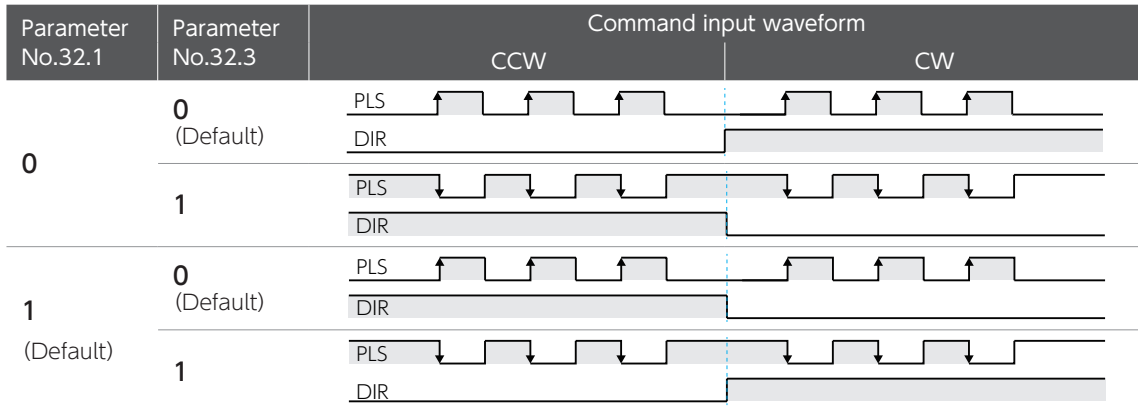 Parameter No.32.1
Parameter No.32.3
Command input waveform
CCW
CW
0
0
(Default)
PLS
DIR
1
PLS
DIR
1
(Default)
0
(Default)
PLS
DIR
1
PLS
DIR